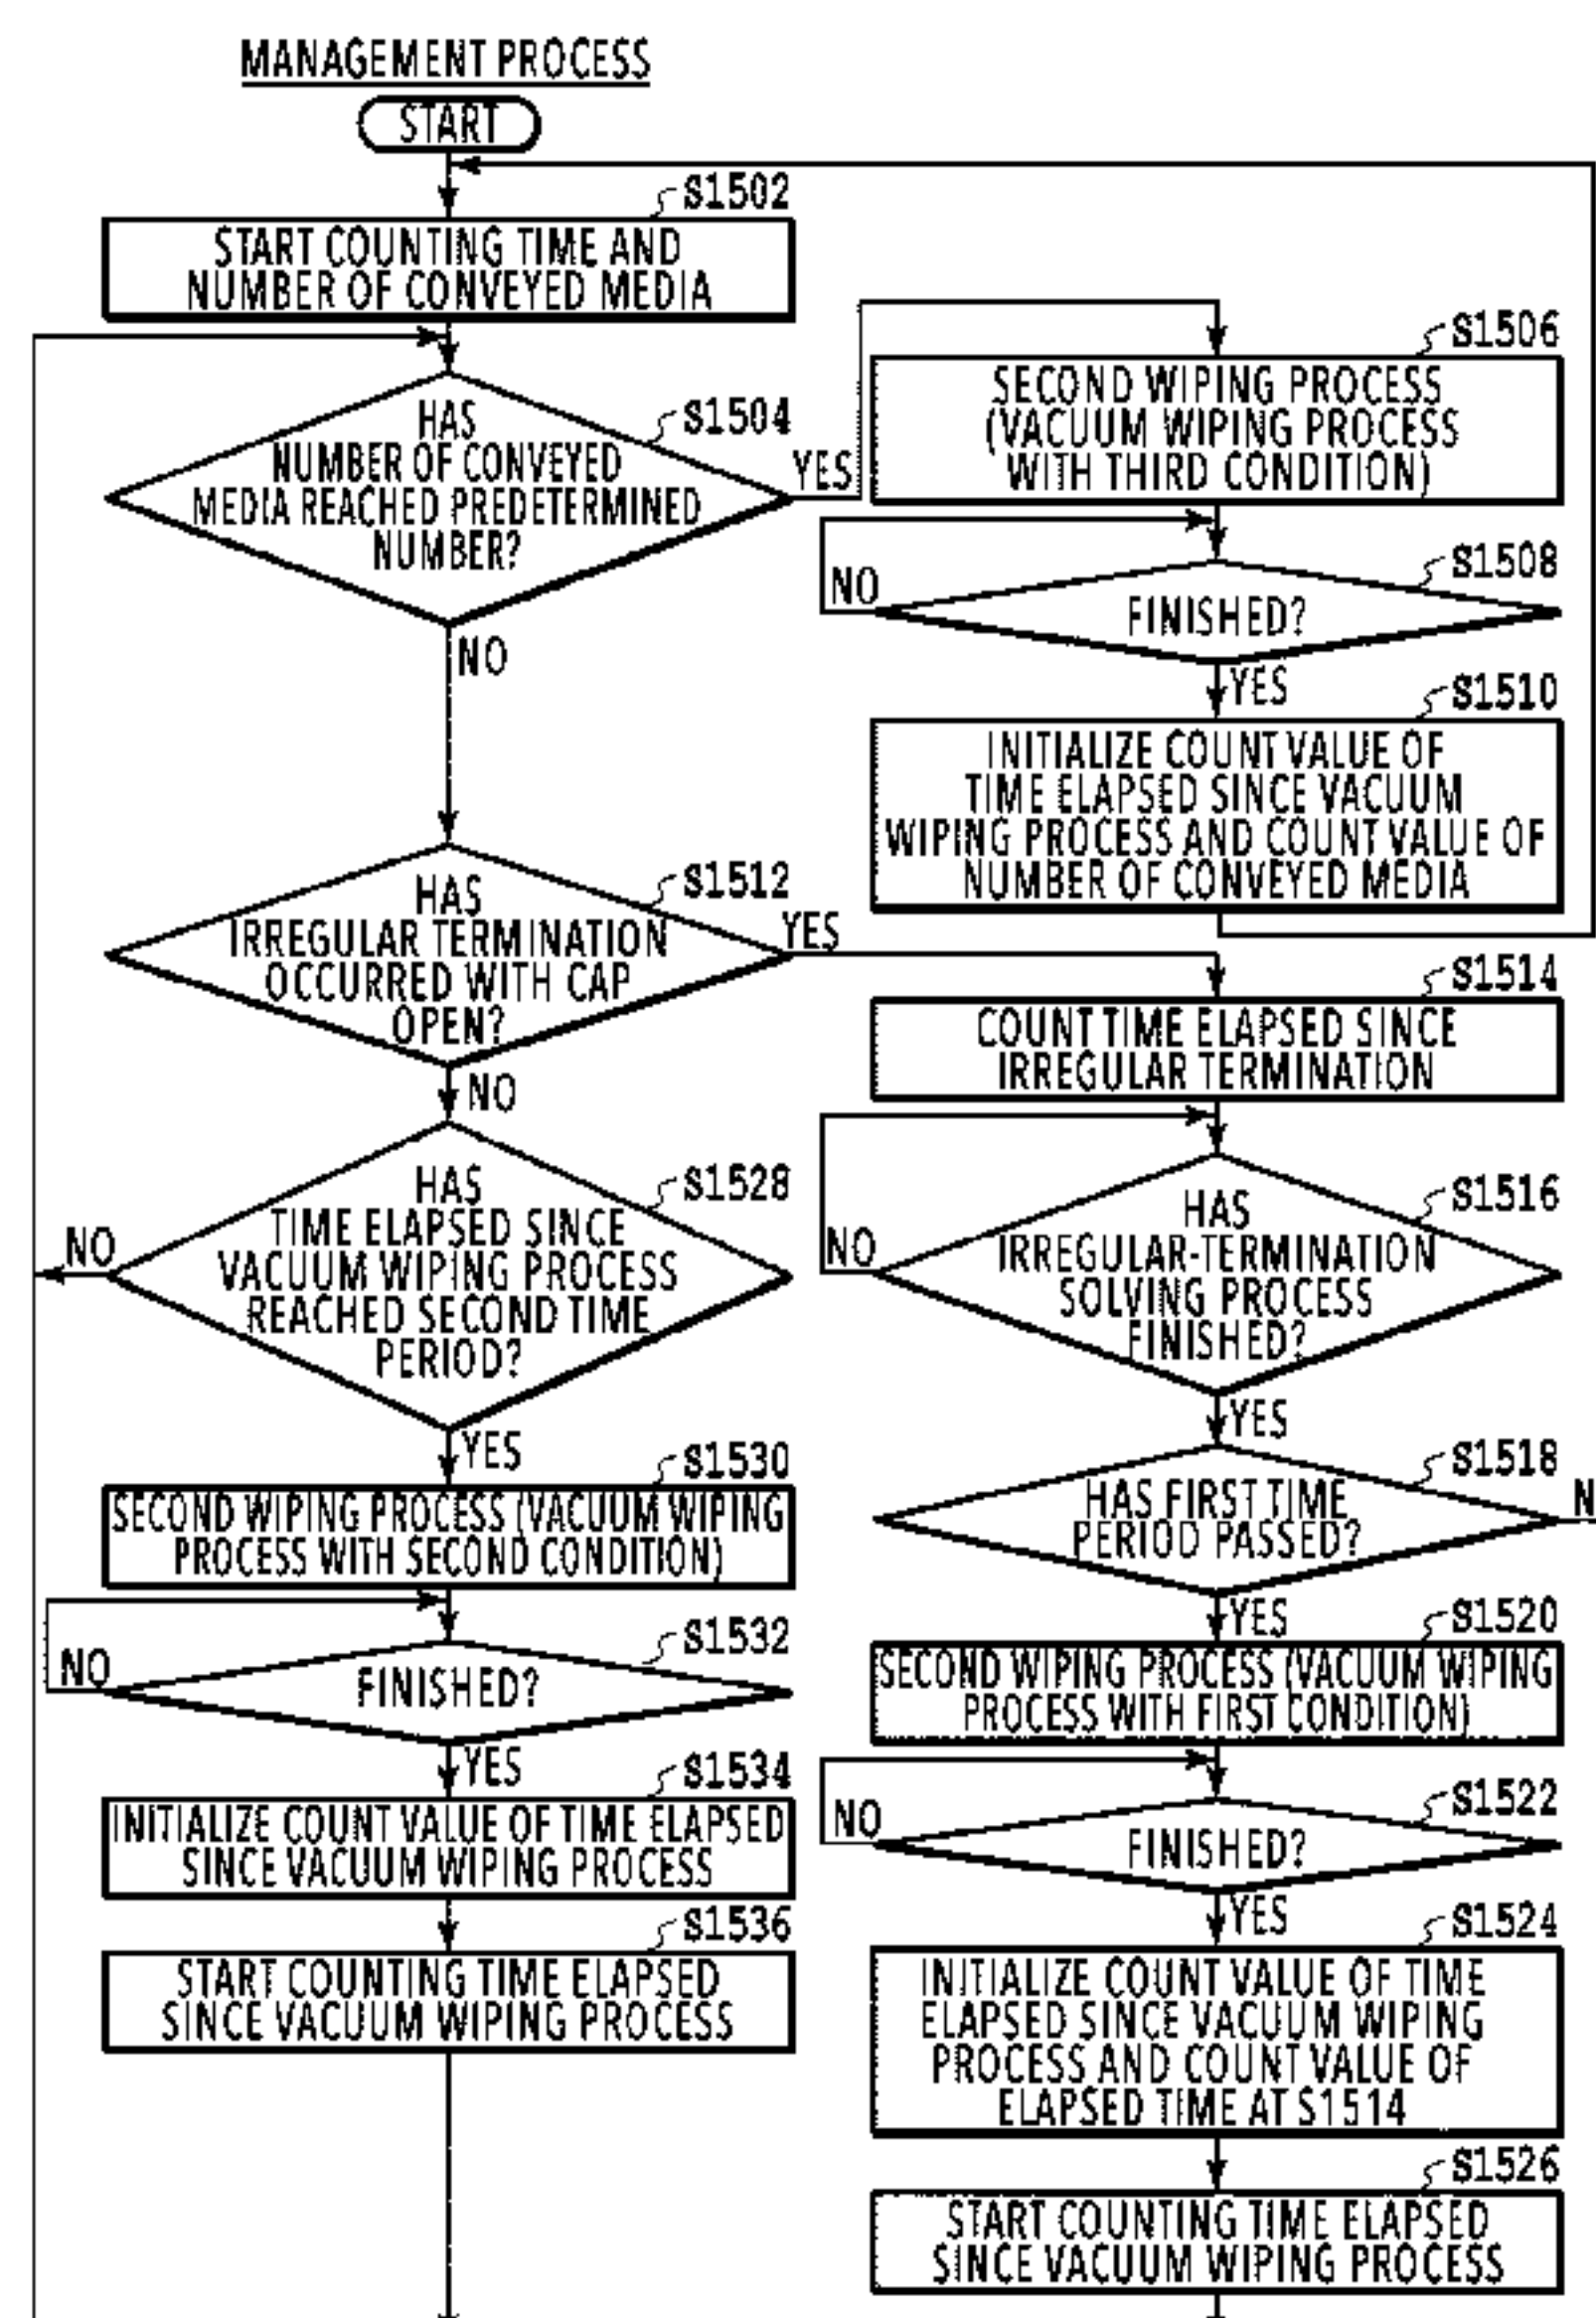 MANAGEMENT PROCESS
START
S1502
START COUNTING TIME AND
NUMBER OF CONVEYED MEDIA
S1504
HAS
NUMBER OF CONVEYED
MEDIA REACHED PREDETERMINED
NUMBER?
YES
NO
S1506
SECOND WIPING PROCESS
(VACUUM WIPING PROCESS
WITH THIRD CONDITION)
S1508
FINISHED?
NO
YES
S1510
INITIALIZE COUNT VALUE OF
TIME ELAPSED SINCE VACUUM
WIPING PROCESS AND COUNT VALUE OF
NUMBER OF CONVEYED MEDIA
S1512
HAS
IRREGULAR TERMINATION
OCCURRED WITH CAP
OPEN?
YES
NO
S1514
COUNT TIME ELAPSED SINCE
IRREGULAR TERMINATION
S1516
HAS
IRREGULAR-TERMINATION
SOLVING PROCESS
FINISHED?
NO
YES
S1518
HAS FIRST TIME
PERIOD PASSED?
N
YES
S1520
SECOND WIPING PROCESS (VACUUM WIPING
PROCESS WITH FIRST CONDITION)
S1522
FINISHED?
NO
YES
S1524
INITIALIZE COUNT VALUE OF TIME
ELAPSED SINCE VACUUM WIPING
PROCESS AND COUNT VALUE OF
ELAPSED TIME AT S1514
S1526
START COUNTING TIME ELAPSED
SINCE VACUUM WIPING PROCESS
S1528
HAS
TIME ELAPSED SINCE
VACUUM WIPING PROCESS
REACHED SECOND TIME
PERIOD?
NO
YES
S1530
SECOND WIPING PROCESS (VACUUM WIPING
PROCESS WITH SECOND CONDITION)
S1532
FINISHED?
NO
YES
S1534
INITIALIZE COUNT VALUE OF TIME ELAPSED
SINCE VACUUM WIPING PROCESS
S1536
START COUNTING TIME ELAPSED
SINCE VACUUM WIPING PROCESS